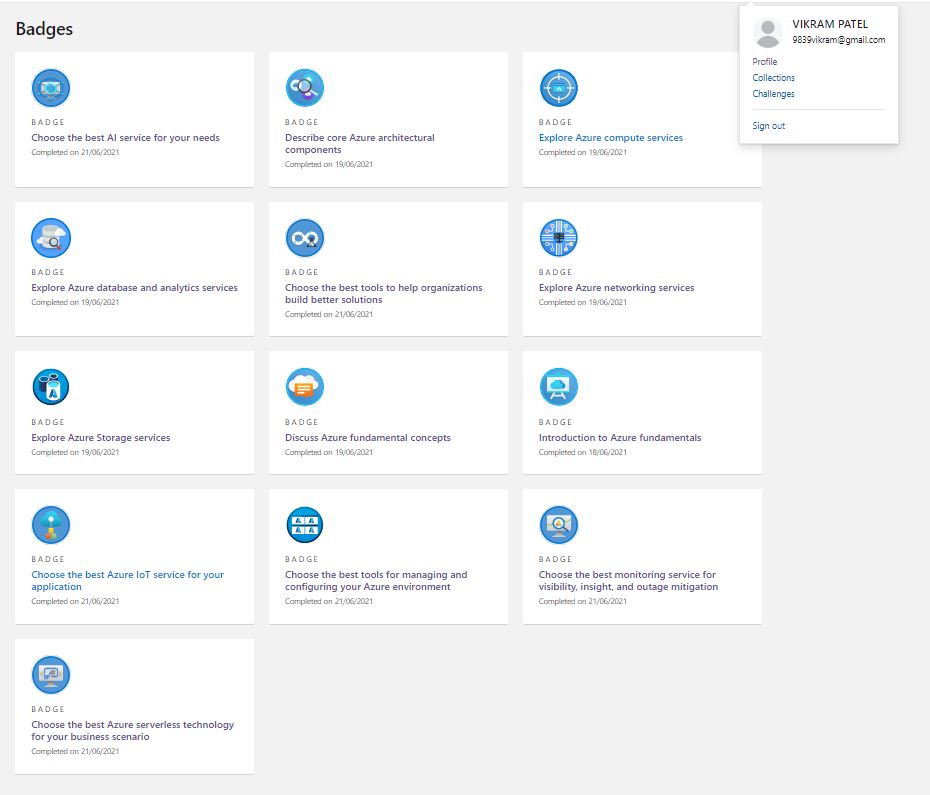 Badges
VIKRAM PATEL
9839vikram@gmail.com
Profile
Collections
Challenges
Sign out
BADGE
Choose the best AI service for your needs
Completed on 21/06/2021
BADGE
Describe core Azure architectural
components
Completed on 19/06/2021
BADGE
Explore Azure compute services
Completed on 19/06/2021
BADGE
Explore Azure database and analytics services
Completed on 19/06/2021
BADGE
Choose the best tools to help organizations
build better solutions
Completed on 21/06/2021
BADGE
Explore Azure networking services
Completed on 19/06/2021
BADGE
Explore Azure Storage services
Completed on 19/06/2021
BADGE
Discuss Azure fundamental concepts
Completed on 19/06/2021
BADGE
Introduction to Azure fundamentals
Completed on 18/06/2021
BADGE
Choose the best Azure IoT service for your
application
Completed on 21/06/2021
BADGE
Choose the best tools for managing and
configuring your Azure environment
Completed on 21/06/2021
BADGE
Choose the best monitoring service for
visibility, insight, and outage mitigation
Completed on 21/06/2021
BADGE
Choose the best Azure serverless technology
for your business scenario
Completed on 21/06/2021